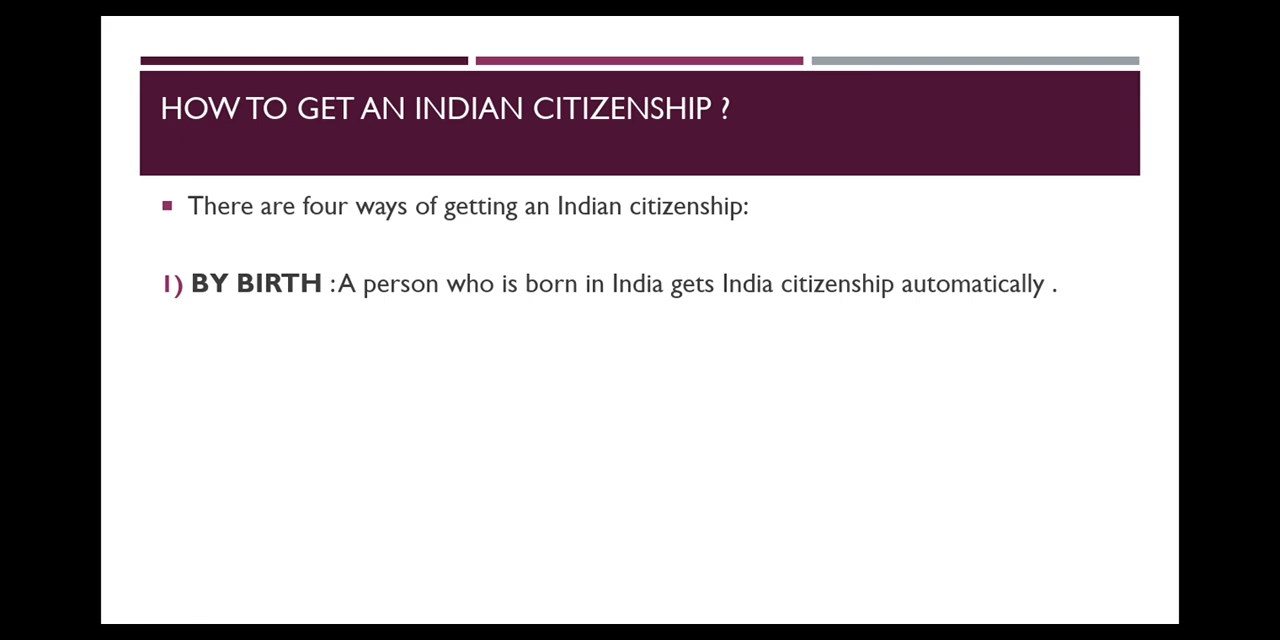 HOW TO GET AN INDIAN CITIZENSHIP ?
There are four ways of getting an Indian citizenship:
1) BY BIRTH : A person who is born in India gets India citizenship automatically .